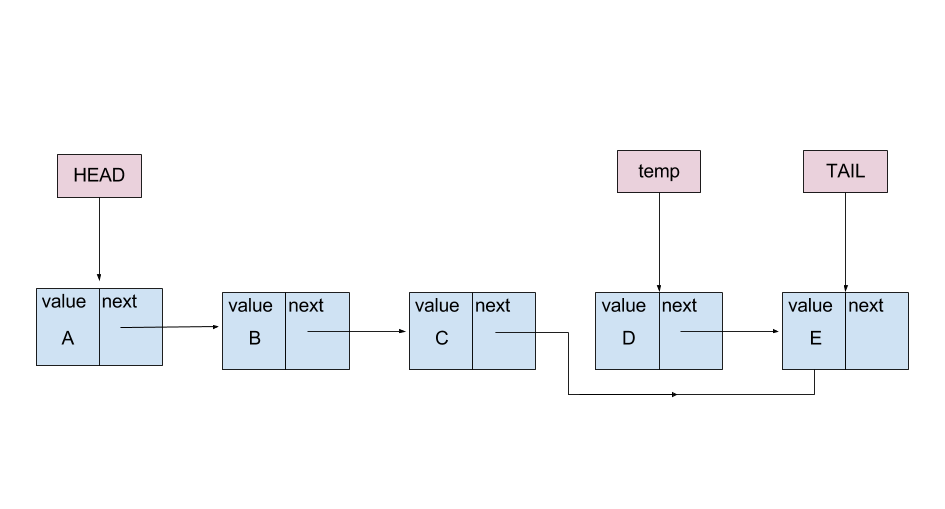 HEAD
temp
TAIL
value next
A
value next
B
value next
C
value next
D
value next
E